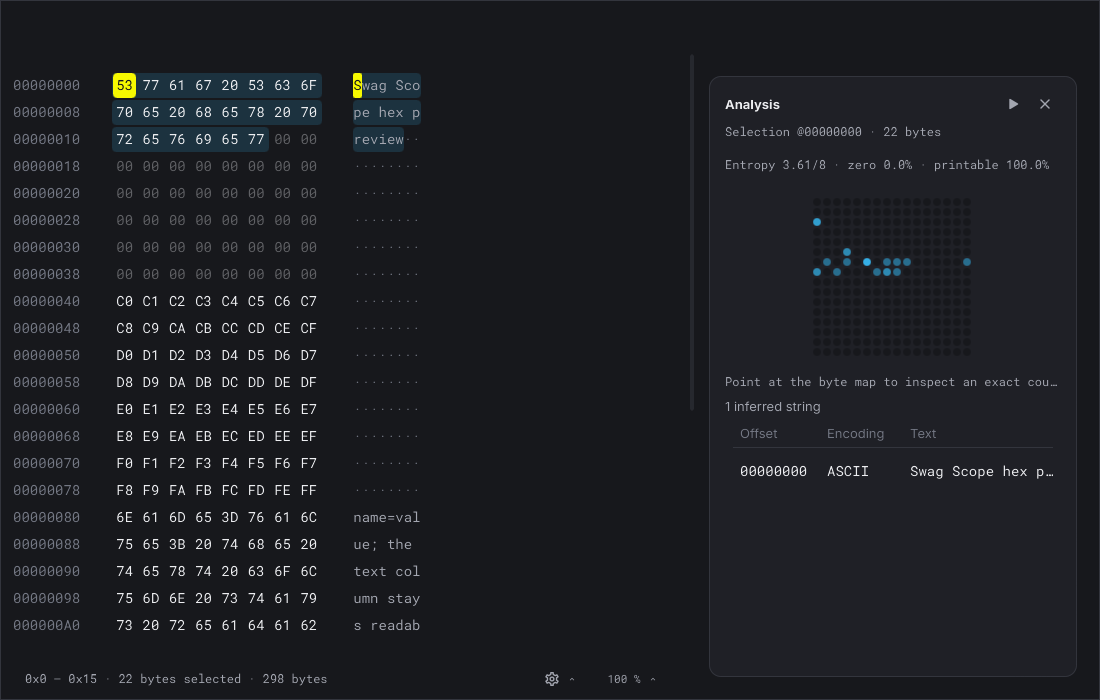 00000000 53 77 61 67 20 53 63 6F Swag Sco
00000008 70 65 20 68 65 78 20 70 pe hex p
00000010 72 65 76 69 65 77 00 00 review··
00000018 00 00 00 00 00 00 00 00 ········
00000020 00 00 00 00 00 00 00 00 ········
00000028 00 00 00 00 00 00 00 00 ········
00000030 00 00 00 00 00 00 00 00 ········
00000038 00 00 00 00 00 00 00 00 ········
00000040 C0 C1 C2 C3 C4 C5 C6 C7 ········
00000048 C8 C9 CA CB CC CD CE CF ········
00000050 D0 D1 D2 D3 D4 D5 D6 D7 ········
00000058 D8 D9 DA DB DC DD DE DF ········
00000060 E0 E1 E2 E3 E4 E5 E6 E7 ········
00000068 E8 E9 EA EB EC ED EE EF ········
00000070 F0 F1 F2 F3 F4 F5 F6 F7 ········
00000078 F8 F9 FA FB FC FD FE FF ········
00000080 6E 61 6D 65 3D 76 61 6C name=val
00000088 75 65 3B 20 74 68 65 20 ue; the
00000090 74 65 78 74 20 63 6F 6C text col
00000098 75 6D 6E 20 73 74 61 79 umn stay
000000A0 73 20 72 65 61 64 61 62 s readab
0x0 – 0x15 · 22 bytes selected · 298 bytes
100 %
Analysis
Selection @00000000 · 22 bytes
Entropy 3.61/8 · zero 0.0% · printable 100.0%
Point at the byte map to inspect an exact cou…
1 inferred string
Offset Encoding Text
00000000 ASCII Swag Scope hex p…